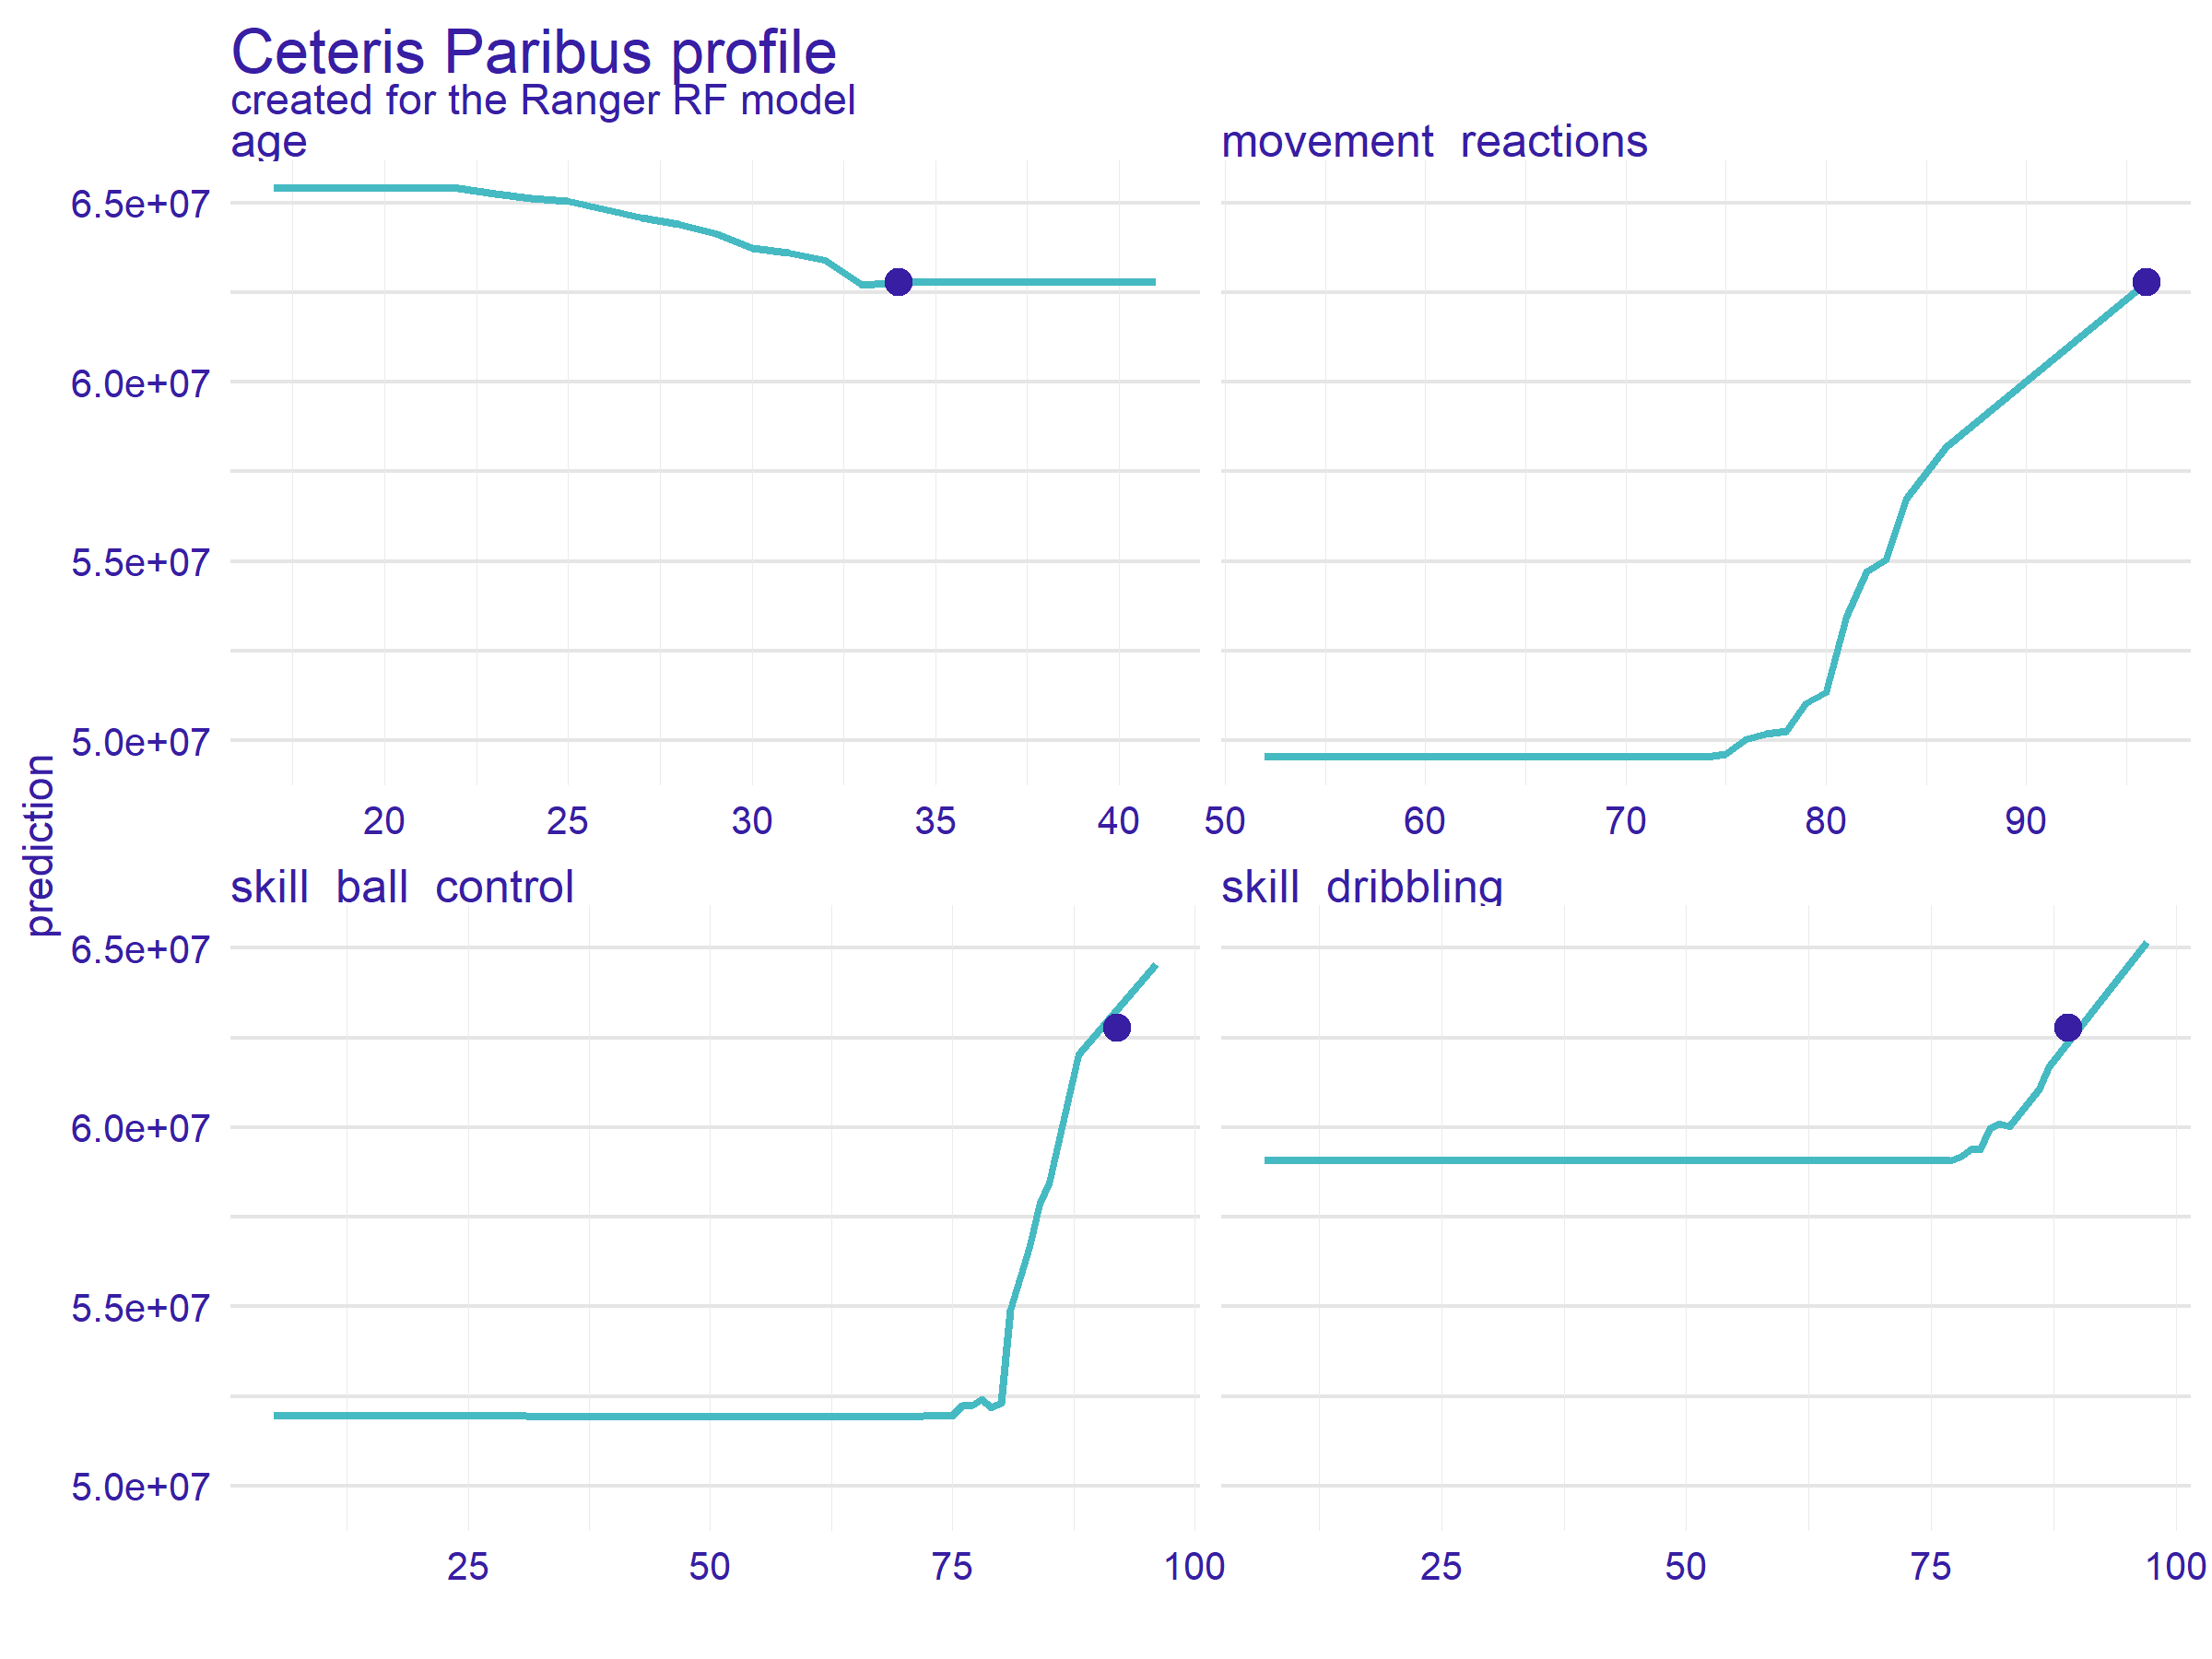 Ceteris Paribus profile
created for the Ranger RF model
age
movement reactions
6.5e+07
6.0e+07
5.5e+07
5.0e+07
20 25 30 35 40
50 60 70 80 90
prediction
skill ball control
skill dribbling
6.5e+07
6.0e+07
5.5e+07
5.0e+07
25 50 75 100
25 50 75 100